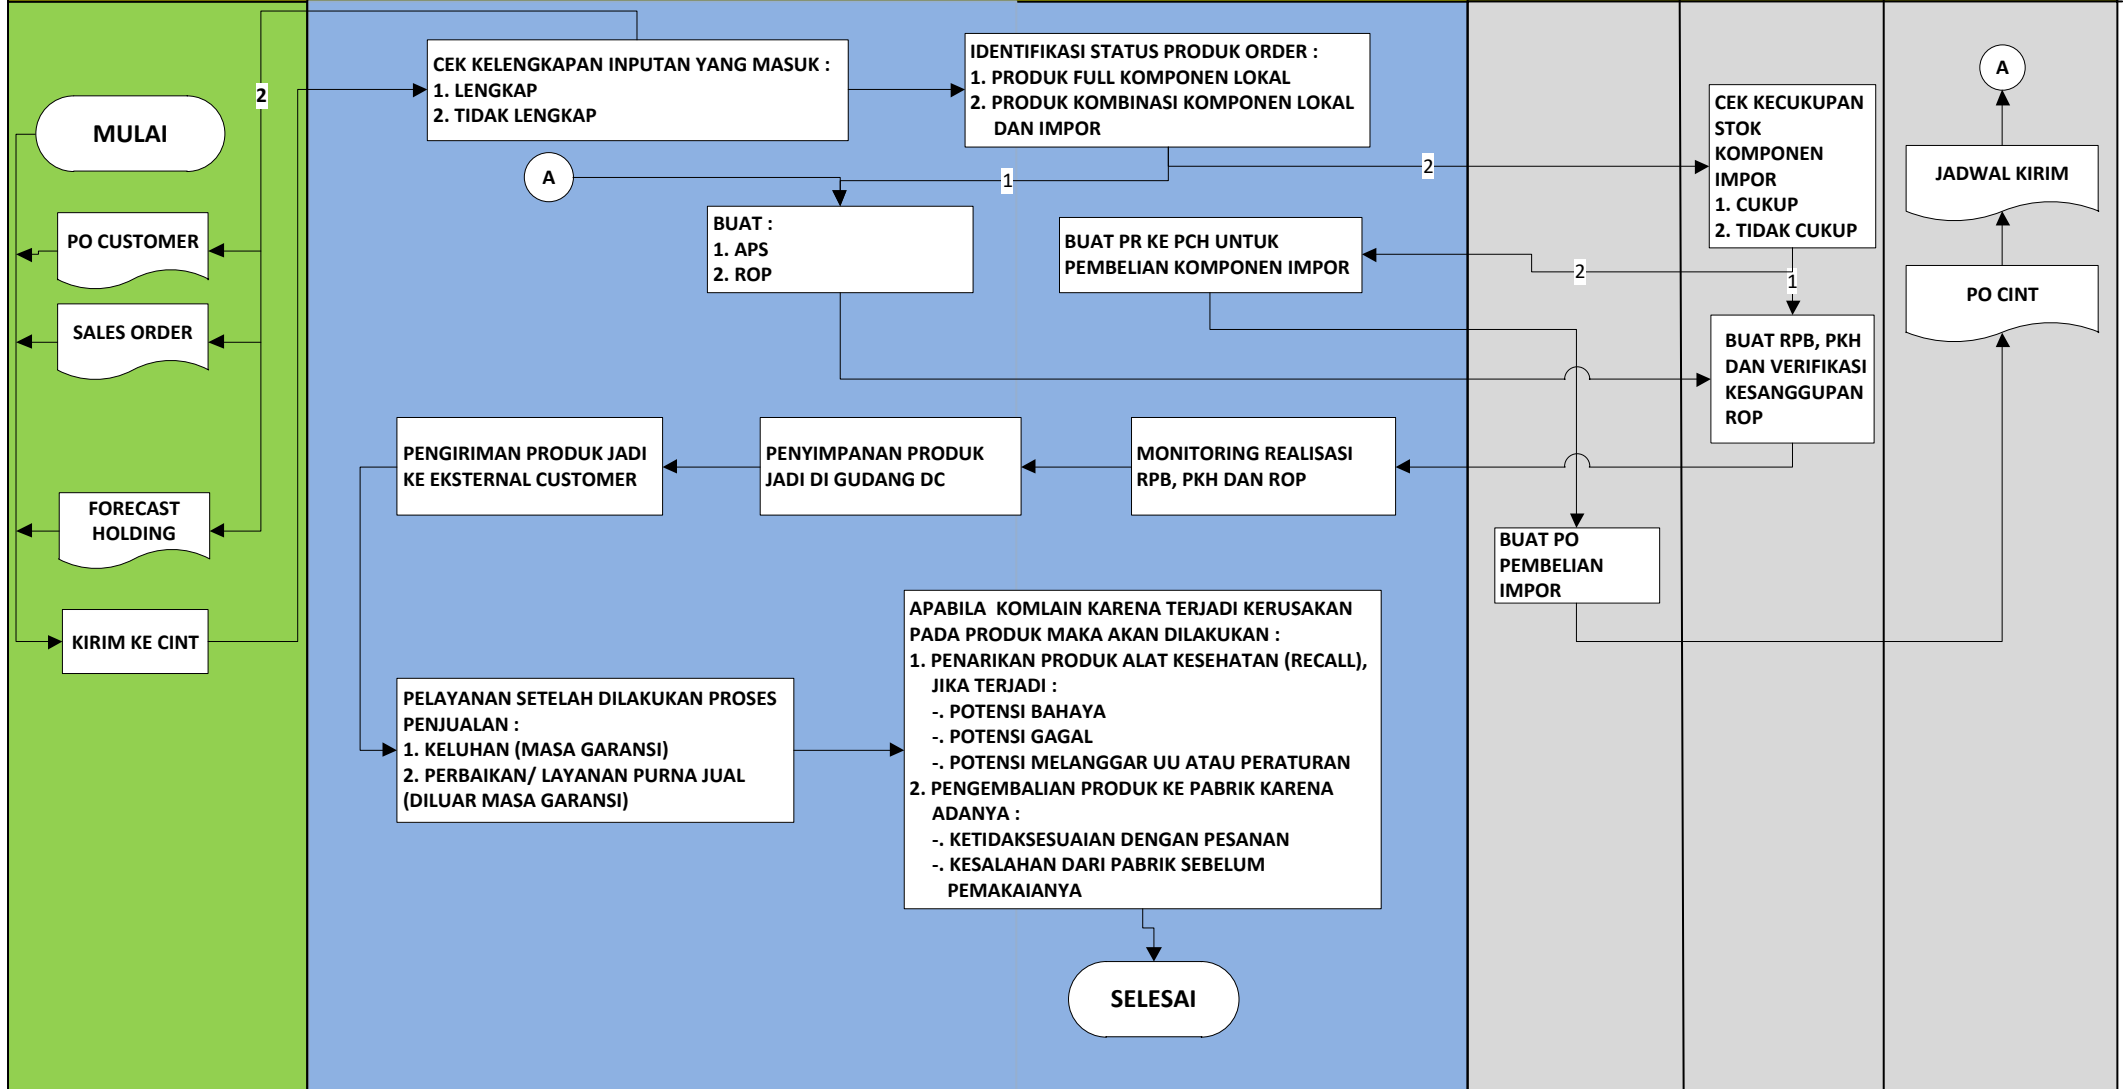 MULAI
PO CUSTOMER
SALES ORDER
FORECAST
HOLDING
KIRIM KE CINT
2
CEK KELENGKAPAN INPUTAN YANG MASUK :
1. LENGKAP
2. TIDAK LENGKAP
IDENTIFIKASI STATUS PRODUK ORDER :
1. PRODUK FULL KOMPONEN LOKAL
2. PRODUK KOMBINASI KOMPONEN LOKAL
DAN IMPOR
A
1
2
BUAT :
1. APS
2. ROP
BUAT PR KE PCH UNTUK
PEMBELIAN KOMPONEN IMPOR
2
CEK KECUKUPAN
STOK
KOMPONEN
IMPOR
1. CUKUP
2. TIDAK CUKUP
1
BUAT RPB, PKH
DAN VERIFIKASI
KESANGGUPAN
ROP
A
JADWAL KIRIM
PO CINT
PENGIRIMAN PRODUK JADI
KE EKSTERNAL CUSTOMER
PENYIMPANAN PRODUK
JADI DI GUDANG DC
MONITORING REALISASI
RPB, PKH DAN ROP
BUAT PO
PEMBELIAN
IMPOR
PELAYANAN SETELAH DILAKUKAN PROSES
PENJUALAN :
1. KELUHAN (MASA GARANSI)
2. PERBAIKAN/ LAYANAN PURNA JUAL
(DILUAR MASA GARANSI)
APABILA  KOMLAIN KARENA TERJADI KERUSAKAN
PADA PRODUK MAKA AKAN DILAKUKAN :
1. PENARIKAN PRODUK ALAT KESEHATAN (RECALL),
JIKA TERJADI :
-. POTENSI BAHAYA
-. POTENSI GAGAL
-. POTENSI MELANGGAR UU ATAU PERATURAN
2. PENGEMBALIAN PRODUK KE PABRIK KARENA
ADANYA :
-. KETIDAKSESUAIAN DENGAN PESANAN
-. KESALAHAN DARI PABRIK SEBELUM
PEMAKAIANYA
SELESAI